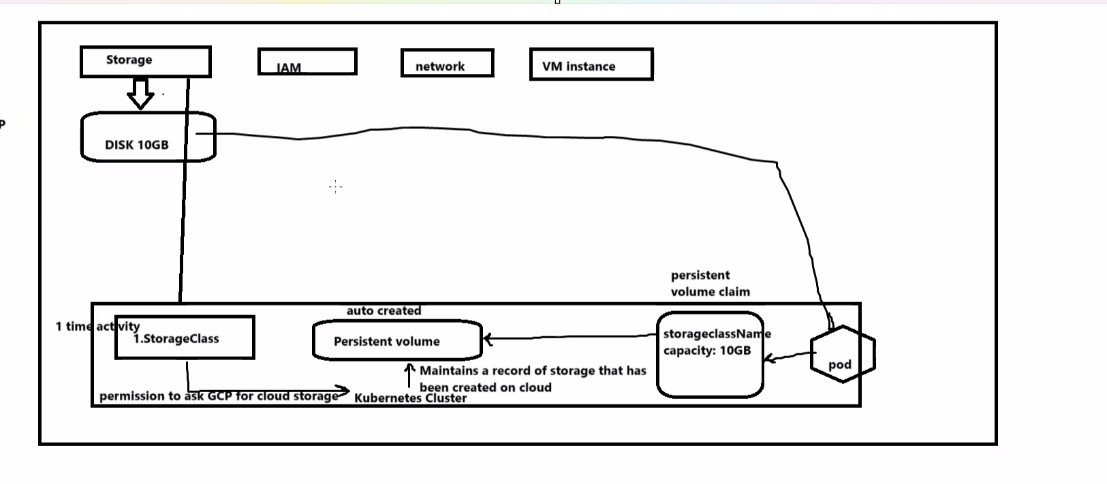 Storage
IAM
network
VM instance
P
DISK 10GB
persistent
volume claim
auto created
1 time activity
1.StorageClass
Persistent volume
storageclassName
capacity: 10GB
pod
Maintains a record of storage that has
been created on cloud
permission to ask GCP for cloud storage
Kubernetes Cluster